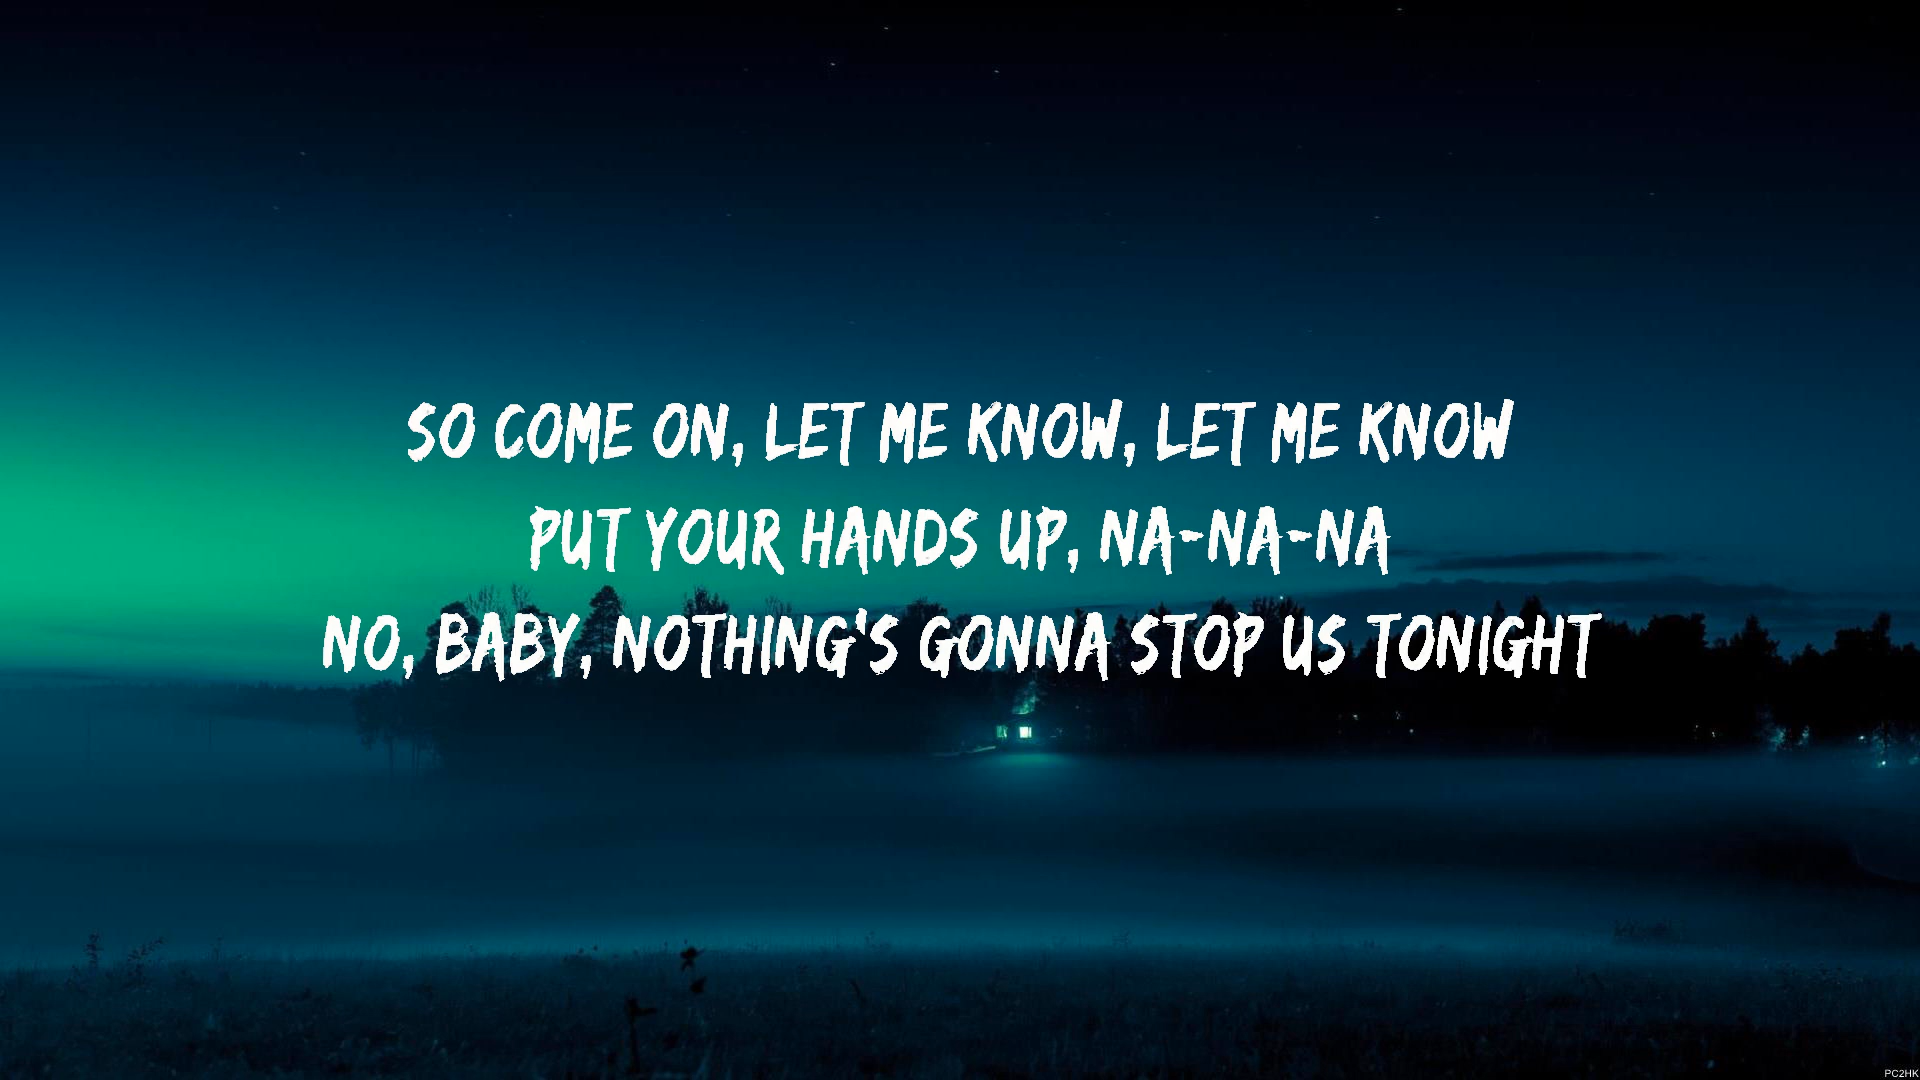 SO COME ON, LET ME KNOW, LET ME KNOW
PUT YOUR HANDS UP, NA-NA-NA
NO, BABY, NOTHING'S GONNA STOP US TONIGHT
PC2HK